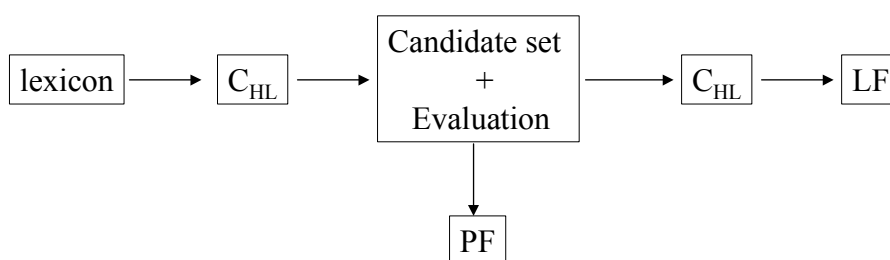 lexicon
C_HL
Candidate set
+
Evaluation
C_HL
LF
PF